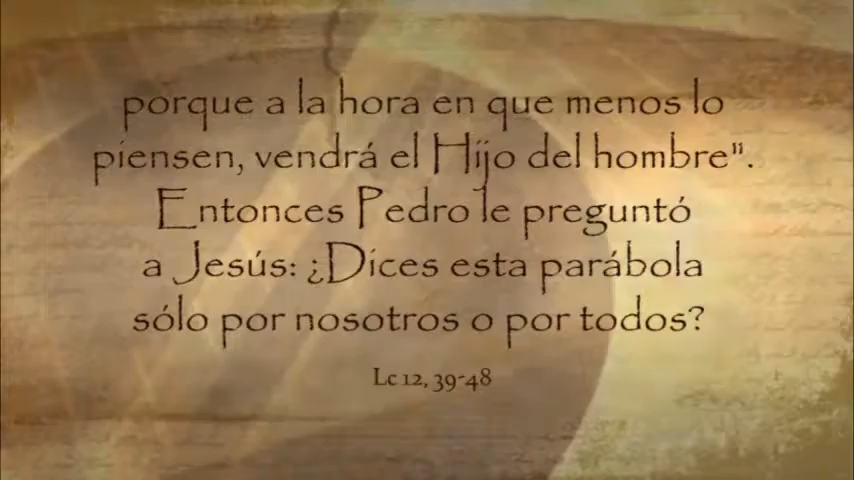 porque a la hora en que menos lo
piensen, vendrá el Hijo del hombre".
Entonces Pedro le preguntó
a Jesús: ¿Dices esta parábola
sólo por nosotros o por todos?
Lc 12, 39-48